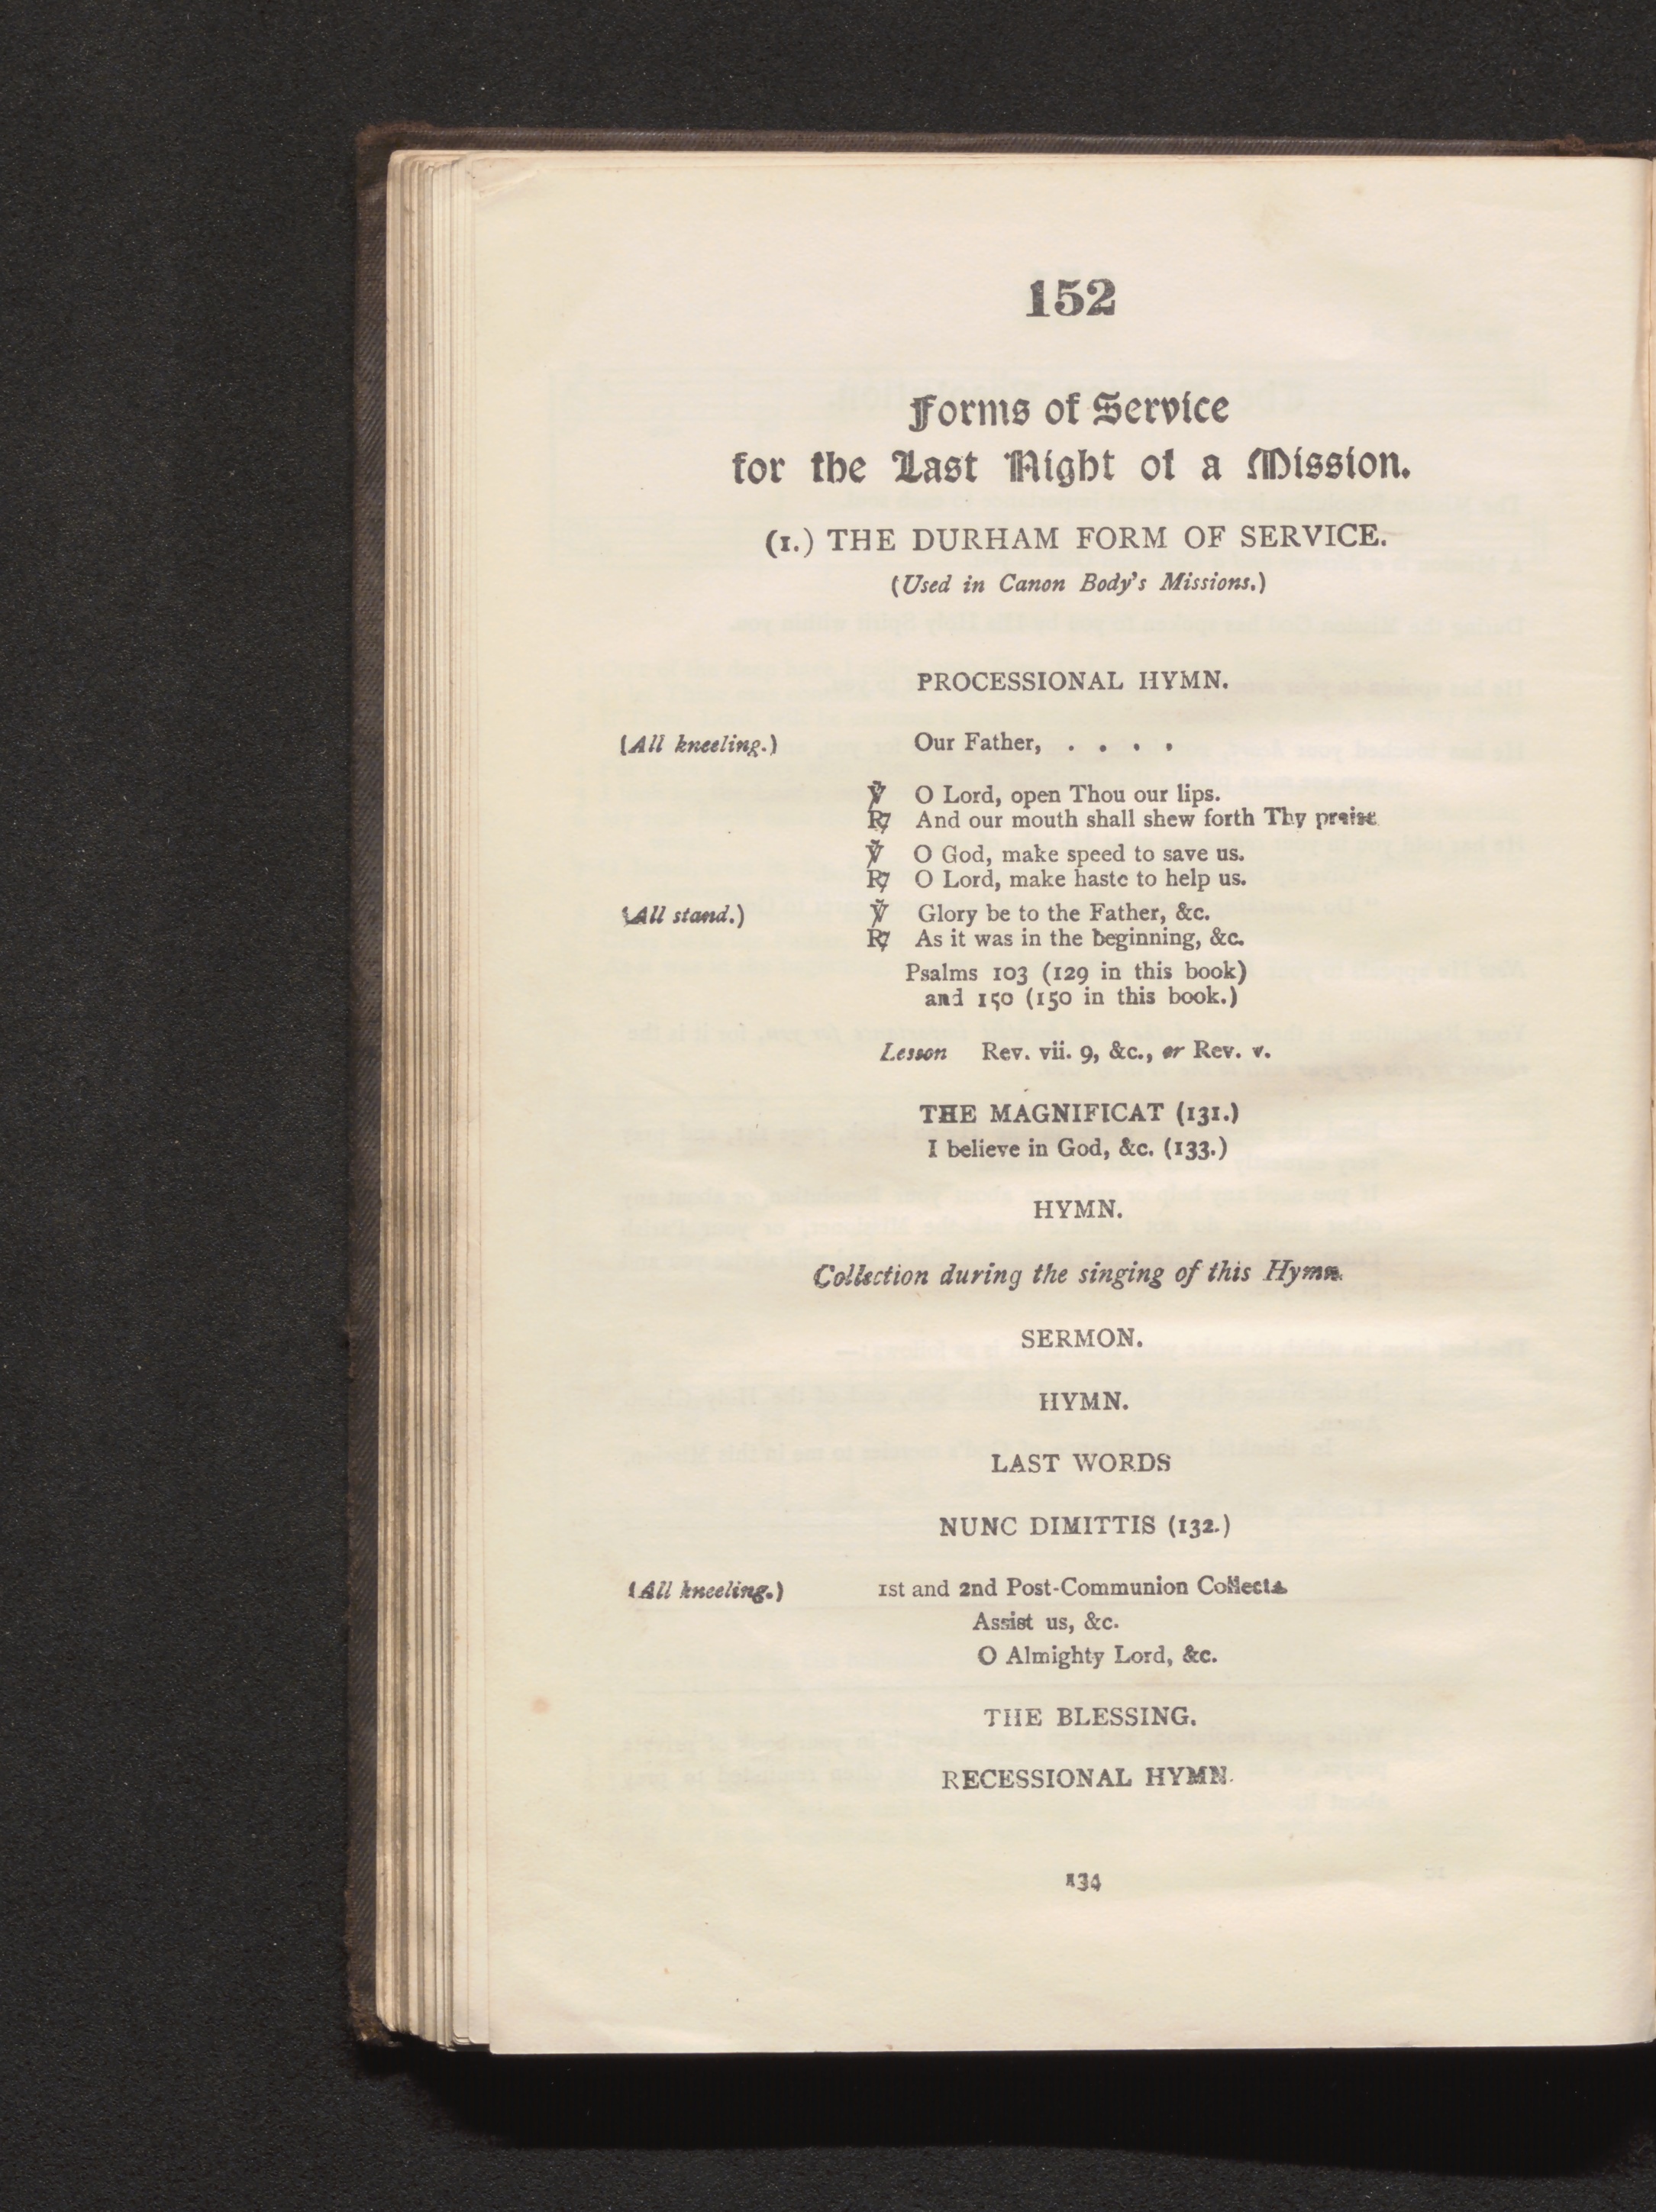 152
Forms of Service
for the Last Night of a Mission.
(1.) THE DURHAM FORM OF SERVICE.
(Used in Canon Body's Missions.)
PROCESSIONAL HYMN.
(All kneeling.) Our Father, . . . .
℣ O Lord, open Thou our lips.
℟ And our mouth shall shew forth Thy praise
℣ O God, make speed to save us.
℟ O Lord, make haste to help us.
(All stand.) ℣ Glory be to the Father, &c.
℟ As it was in the beginning, &c.
Psalms 103 (129 in this book)
and 150 (150 in this book.)
Lesson Rev. vii. 9, &c., or Rev. v.
THE MAGNIFICAT (131.)
I believe in God, &c. (133.)
HYMN.
Collection during the singing of this Hymn.
SERMON.
HYMN.
LAST WORDS
NUNC DIMITTIS (132.)
(All kneeling.) 1st and 2nd Post-Communion Collects
Assist us, &c.
O Almighty Lord, &c.
THE BLESSING.
RECESSIONAL HYMN.
134